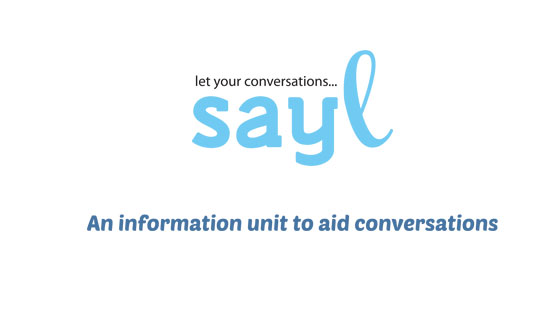 let your conversations...
sayl
An information unit to aid conversations